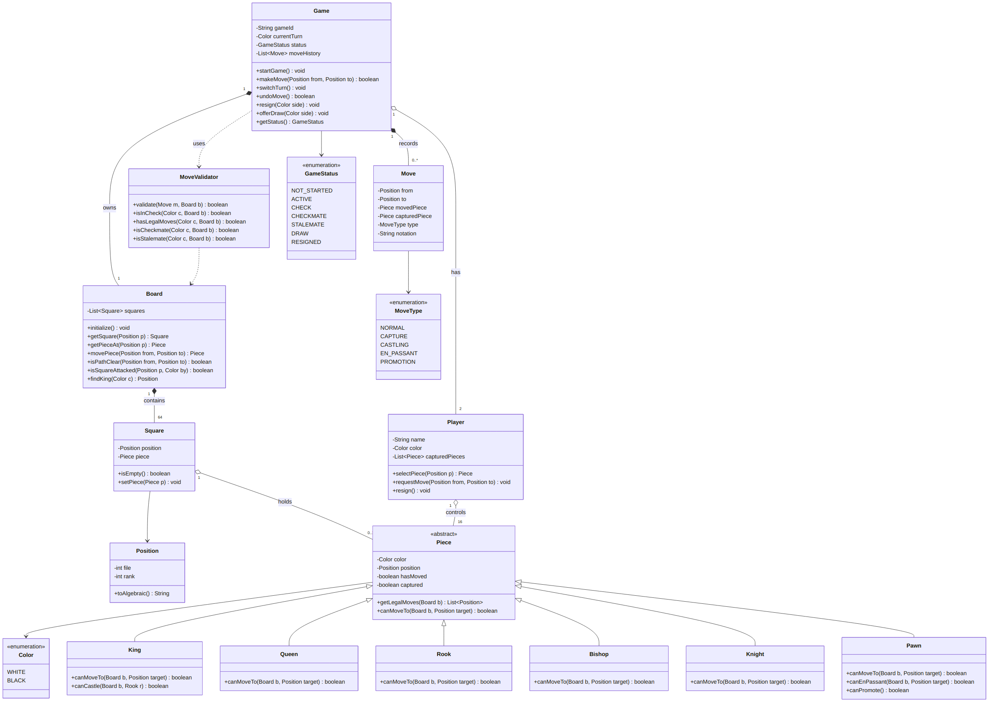 Game
-String gameId
-Color currentTurn
-GameStatus status
-List<Move> moveHistory
+startGame() : void
+makeMove(Position from, Position to) : boolean
+switchTurn() : void
+undoMove() : boolean
+resign(Color side) : void
+offerDraw(Color side) : void
+getStatus() : GameStatus
1
1
1
uses
records
0..*
owns
1
has
2
MoveValidator
+validate(Move m, Board b) : boolean
+isInCheck(Color c, Board b) : boolean
+hasLegalMoves(Color c, Board b) : boolean
+isCheckmate(Color c, Board b) : boolean
+isStalemate(Color c, Board b) : boolean
«enumeration»
GameStatus
NOT_STARTED
ACTIVE
CHECK
CHECKMATE
STALEMATE
DRAW
RESIGNED
Move
-Position from
-Position to
-Piece movedPiece
-Piece capturedPiece
-MoveType type
-String notation
Board
-List<Square> squares
+initialize() : void
+getSquare(Position p) : Square
+getPieceAt(Position p) : Piece
+movePiece(Position from, Position to) : Piece
+isPathClear(Position from, Position to) : boolean
+isSquareAttacked(Position p, Color by) : boolean
+findKing(Color c) : Position
«enumeration»
MoveType
NORMAL
CAPTURE
CASTLING
EN_PASSANT
PROMOTION
1
contains
64
Square
-Position position
-Piece piece
+isEmpty() : boolean
+setPiece(Piece p) : void
1
holds
0..
Player
-String name
-Color color
-List<Piece> capturedPieces
+selectPiece(Position p) : Piece
+requestMove(Position from, Position to) : void
+resign() : void
1
controls
16
Position
-int file
-int rank
+toAlgebraic() : String
«abstract»
Piece
-Color color
-Position position
-boolean hasMoved
-boolean captured
+getLegalMoves(Board b) : List<Position>
+canMoveTo(Board b, Position target) : boolean
«enumeration»
Color
WHITE
BLACK
King
+canMoveTo(Board b, Position target) : boolean
+canCastle(Board b, Rook r) : boolean
Queen
+canMoveTo(Board b, Position target) : boolean
Rook
+canMoveTo(Board b, Position target) : boolean
Bishop
+canMoveTo(Board b, Position target) : boolean
Knight
+canMoveTo(Board b, Position target) : boolean
Pawn
+canMoveTo(Board b, Position target) : boolean
+canEnPassant(Board b, Position target) : boolean
+canPromote() : boolean